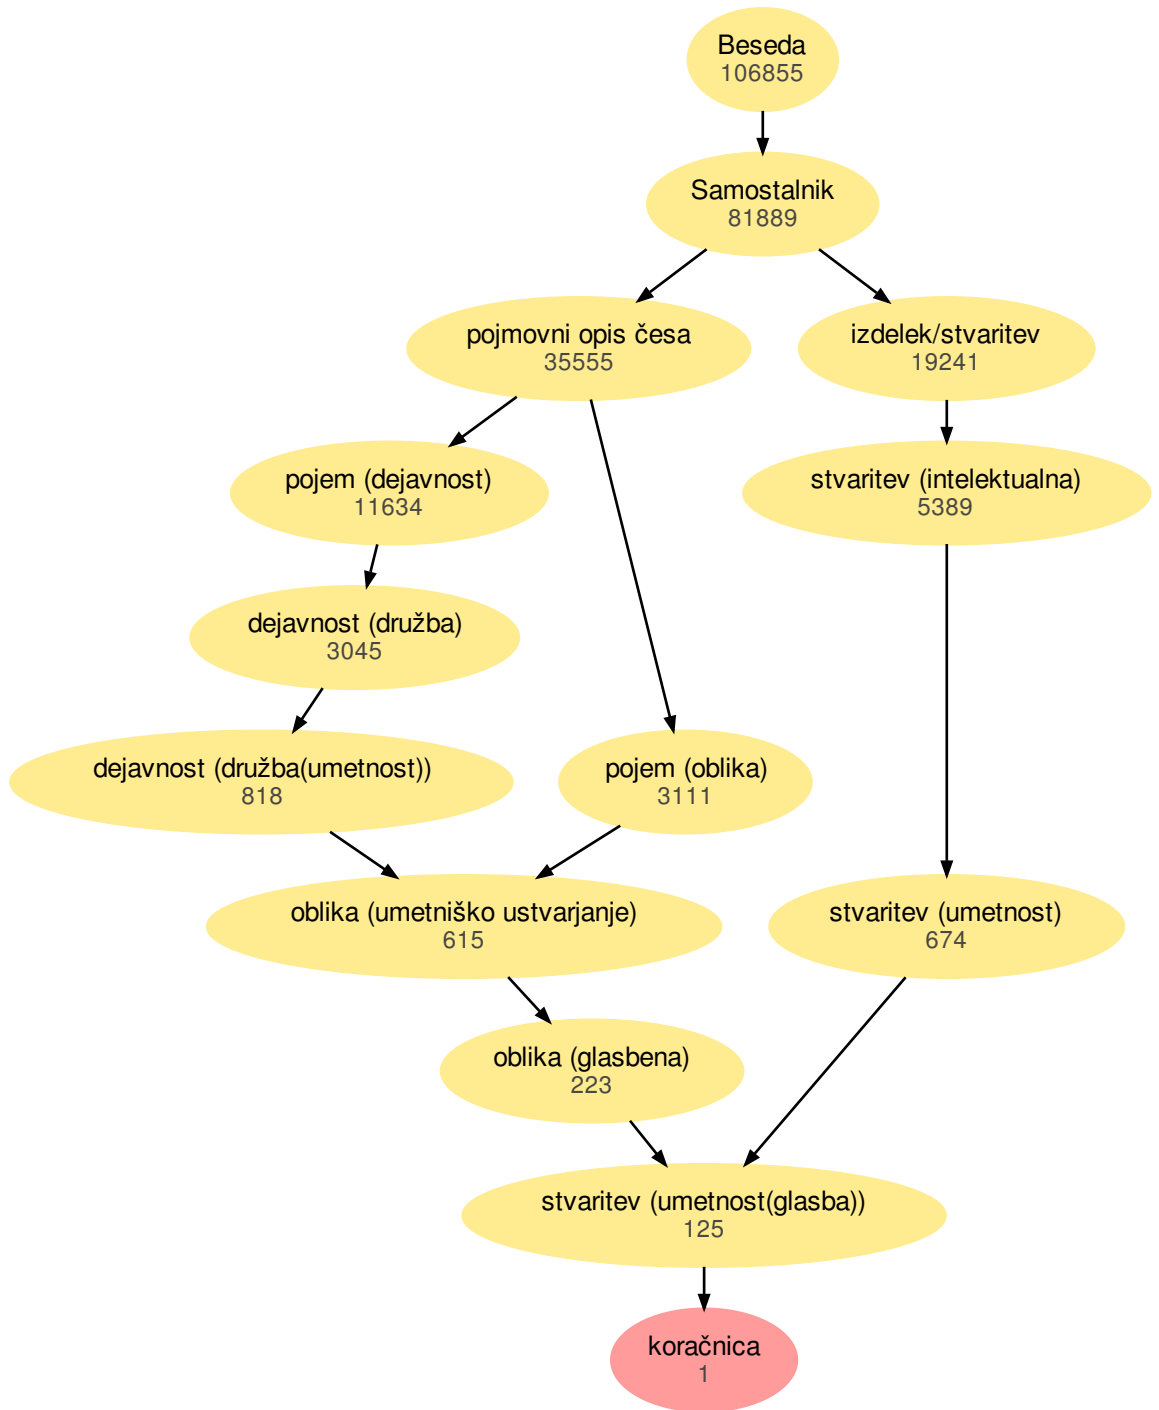 Beseda
106855
Samostalnik
81889
pojmovni opis česa
35555
izdelek/stvaritev
19241
pojem (dejavnost)
11634
stvaritev (intelektualna)
5389
dejavnost (družba)
3045
dejavnost (družba(umetnost))
818
pojem (oblika)
3111
oblika (umetniško ustvarjanje)
615
stvaritev (umetnost)
674
oblika (glasbena)
223
stvaritev (umetnost(glasba))
125
koračnica
1